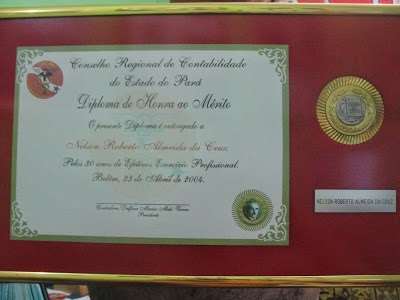 Conselho Regional de Contabilidade
do Estado do Pará
Diploma de Honra ao Mérito
O presente Diploma é outorgado a
Nelson Roberto Almeida da Cruz
Pelos 30 anos de Efetivo Exercício Profissional.
Belém, 23 de Abril de 2004.
Presidente
NELSON ROBERTO ALMEIDA DA CRUZ